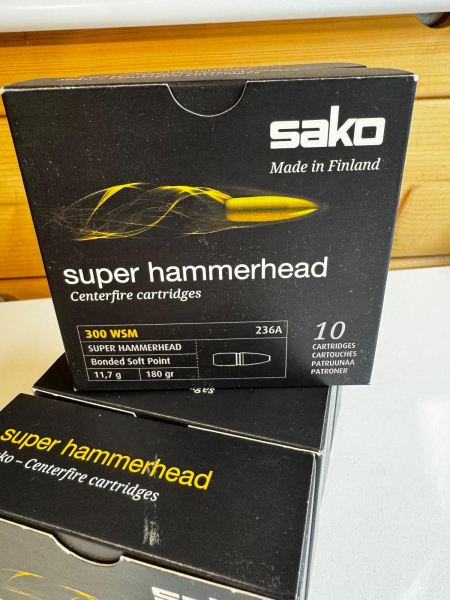 sako
Made in Finland
super hammerhead
Centerfire cartridges
300 WSM 236A
SUPER HAMMERHEAD
Bonded Soft Point
11,7 g 180 gr
10
CARTRIDGES
CARTOUCHES
PATRUUNAA
PATRONER
super hammerhead
– Centerfire cartridges